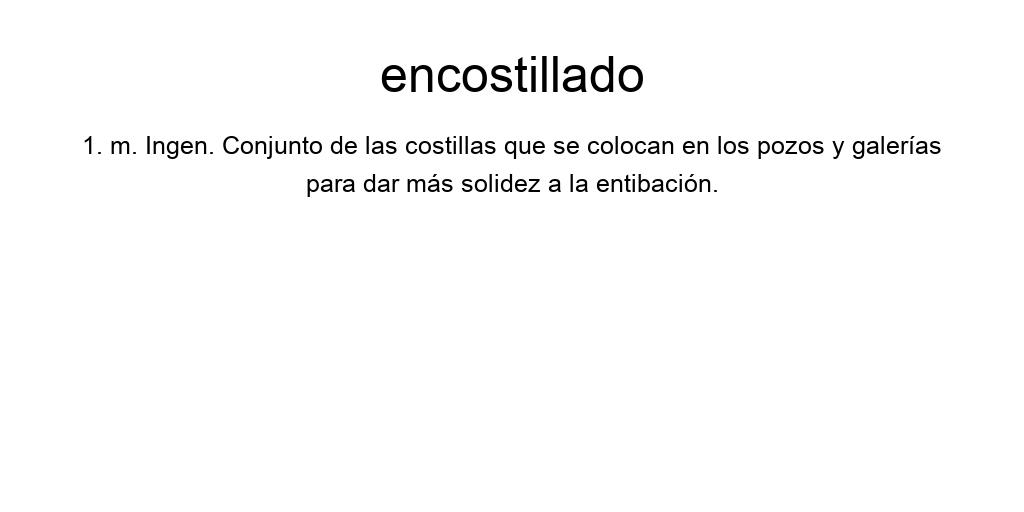 encostillado
1. m. Ingen. Conjunto de las costillas que se colocan en los pozos y galerías
para dar más solidez a la entibación.